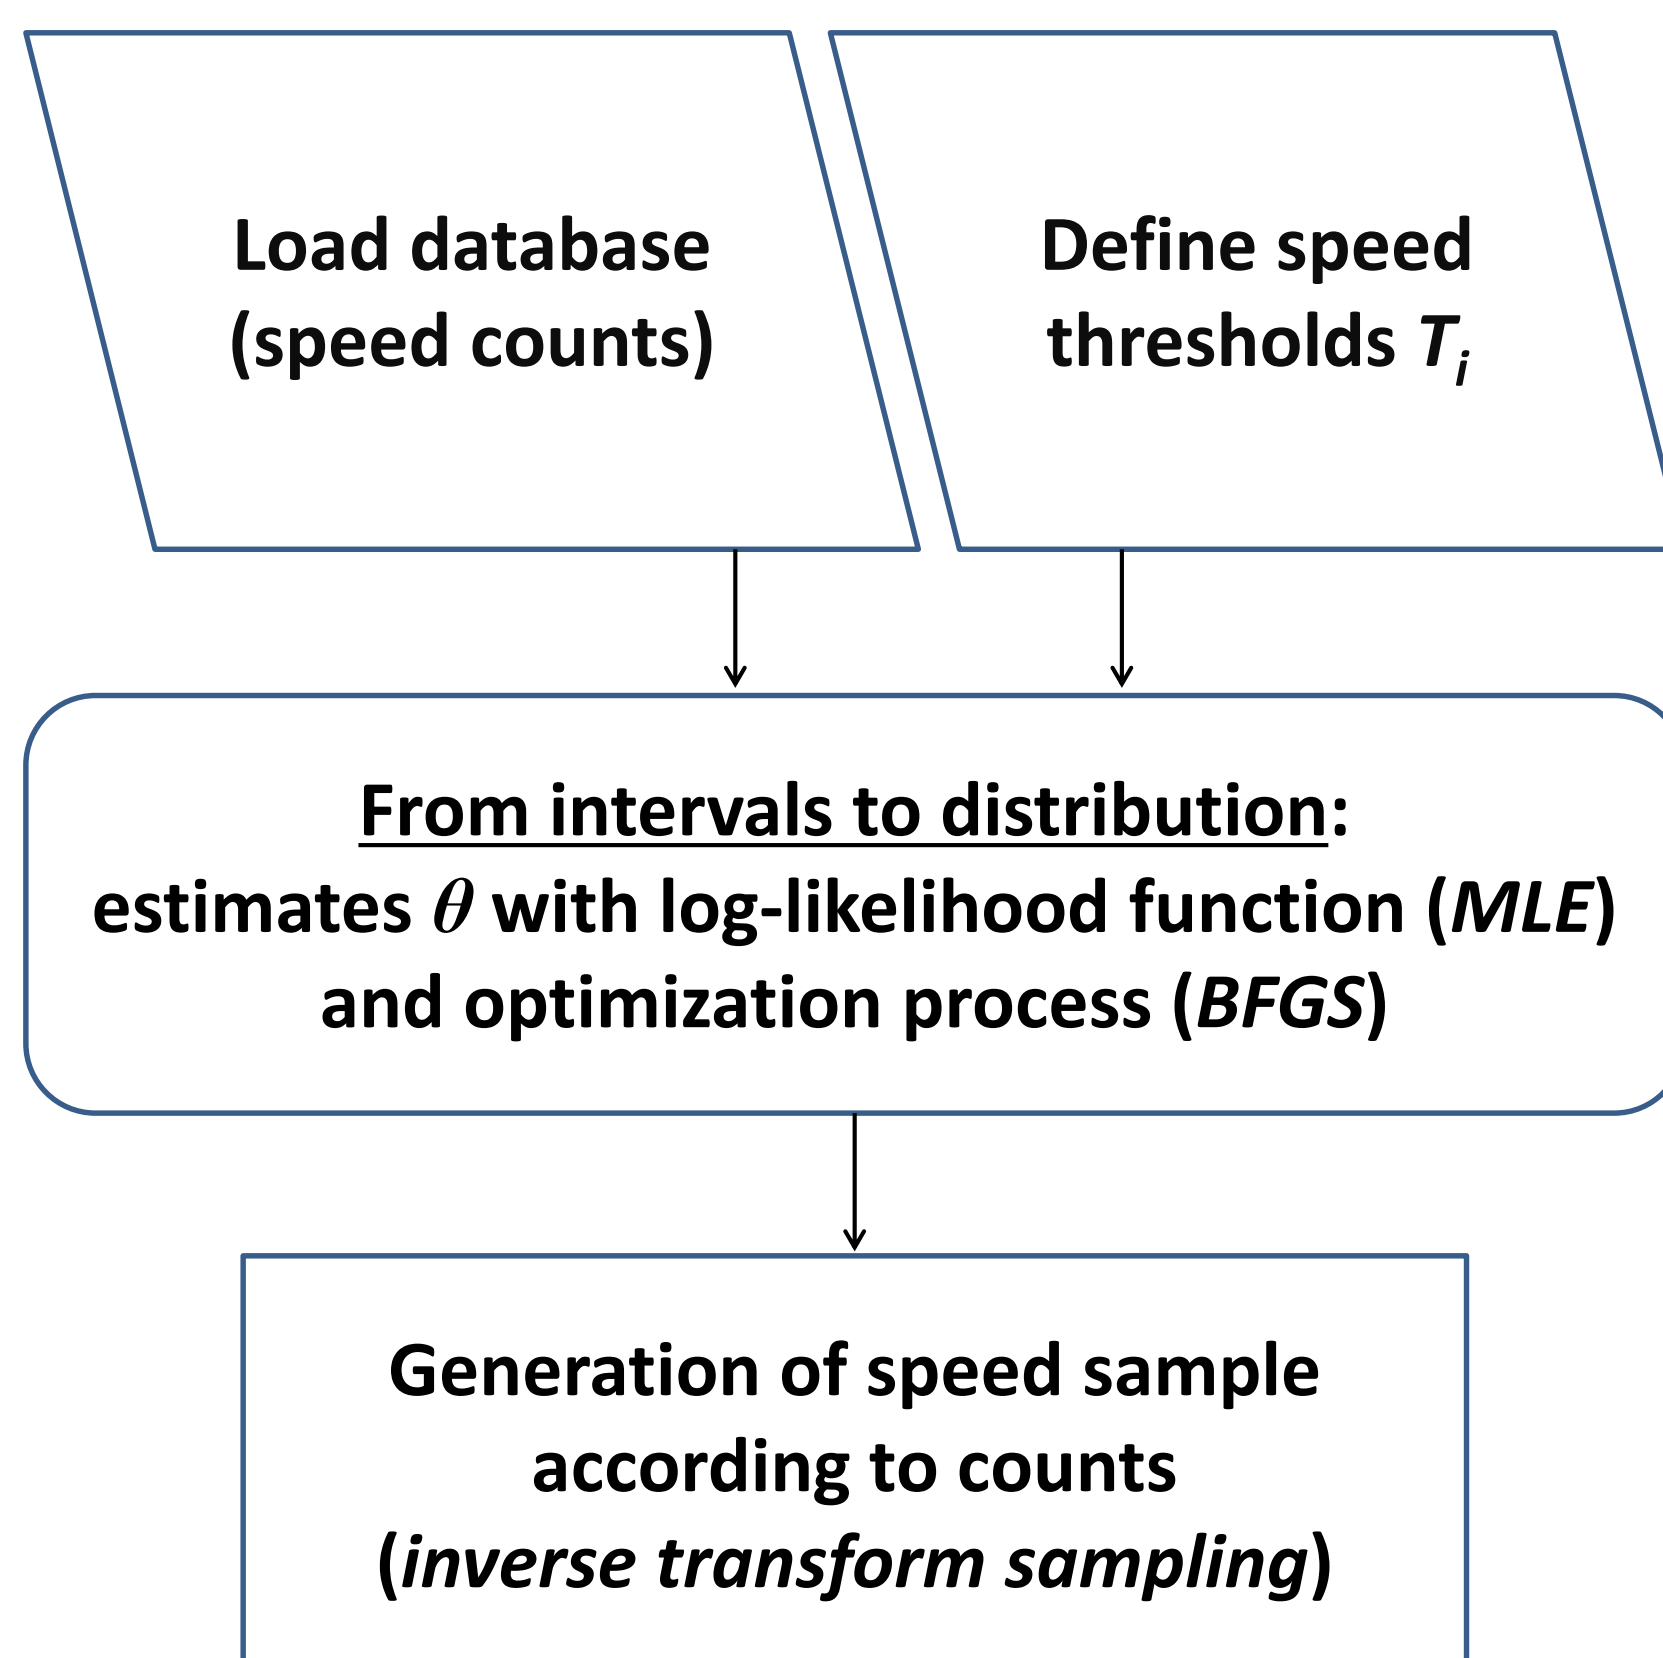 Load database
(speed counts)
Define speed
thresholds Ti
From intervals to distribution:
estimates θ with log-likelihood function (MLE)
and optimization process (BFGS)
Generation of speed sample
according to counts
(inverse transform sampling)